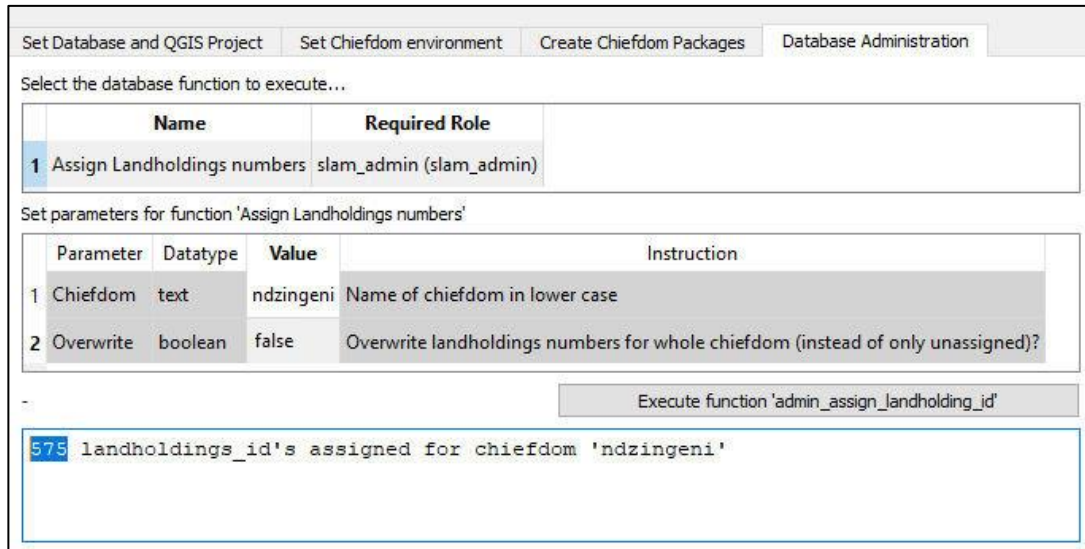 Set Database and QGIS Project Set Chiefdom environment Create Chiefdom Packages Database Administration
Select the database function to execute...
Name Required Role
1 Assign Landholdings numbers slam_admin (slam_admin)
Set parameters for function 'Assign Landholdings numbers'
Parameter Datatype Value Instruction
1 Chiefdom text ndzingeni Name of chiefdom in lower case
2 Overwrite boolean false Overwrite landholdings numbers for whole chiefdom (instead of only unassigned)?
- Execute function 'admin_assign_landholding_id'
575 landholdings_id's assigned for chiefdom 'ndzingeni'